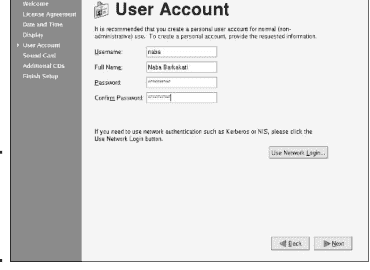 Welcome
License Agreement
Date and Time
Display
User Account
Sound Card
Additional CDs
Finish Setup
User Account
It is recommended that you create a personal user account for normal (non-
administrative) use. To create a personal account, provide the requested information.
Username: naba
Full Name: Naba Barkakati
Password: **********
Confirm Password: **********
If you need to use network authentication such as Kerberos or NIS, please click the
Use Network Login button.
Use Network Login...
Back Next